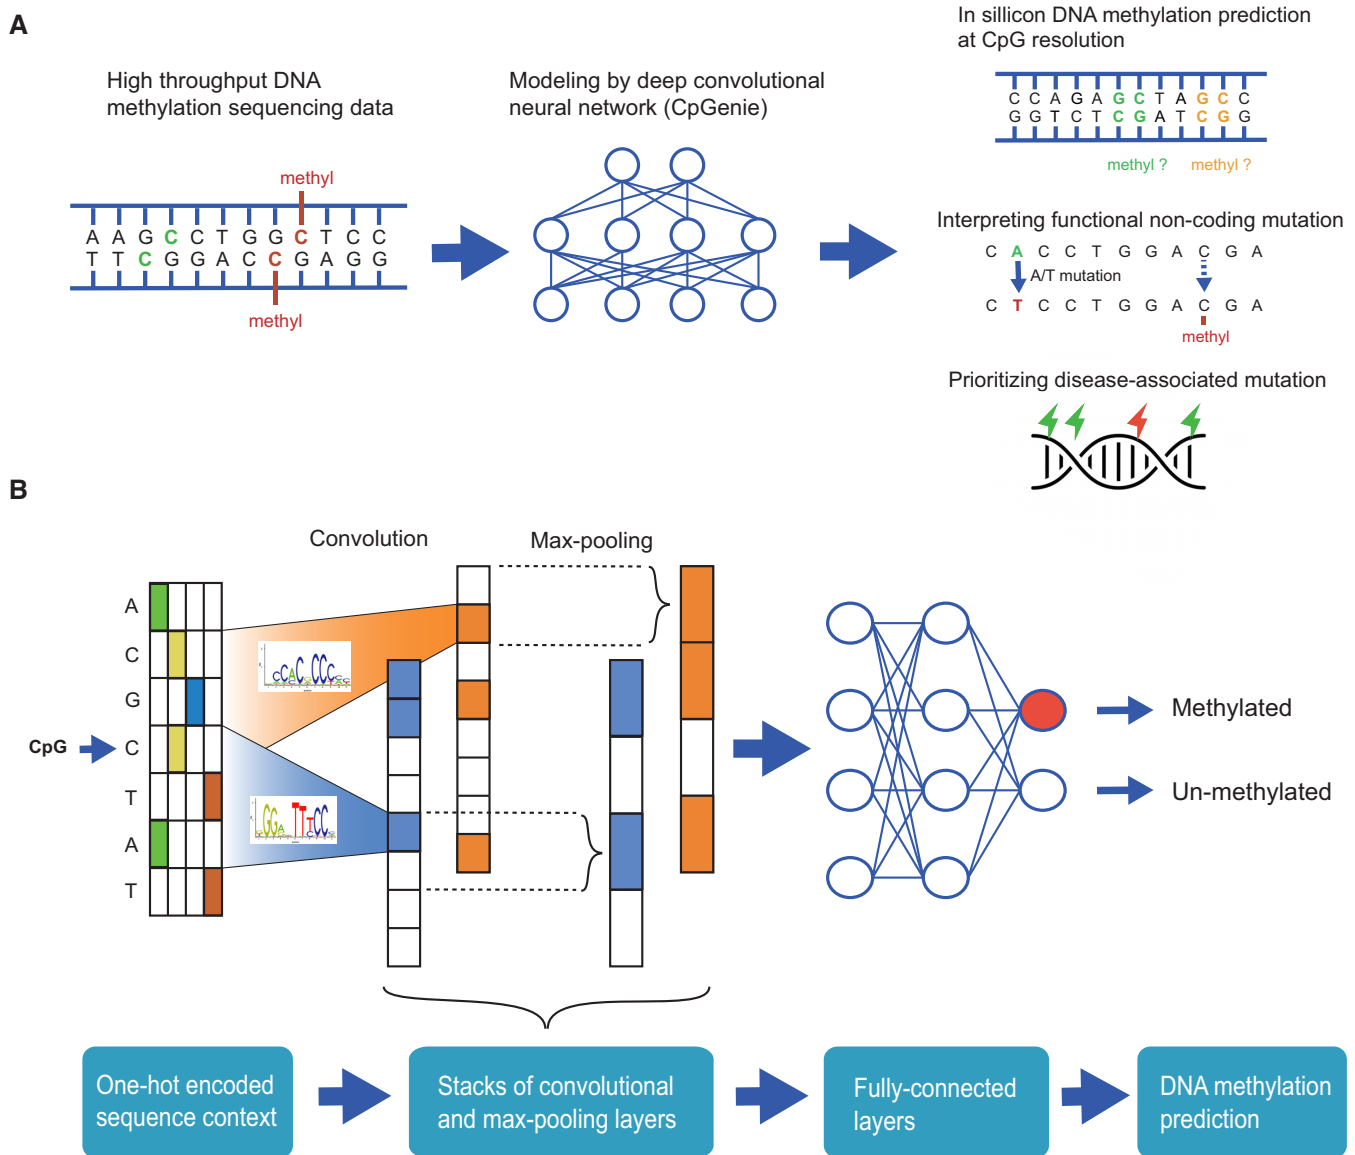 A
High throughput DNA
methylation sequencing data
methyl
A A G C C T G G C T C C
T T C G G A C C G A G G
methyl
Modeling by deep convolutional
neural network (CpGenie)
In sillicon DNA methylation prediction
at CpG resolution
C C A G A G C T A G C C
G G T C T C G A T C G G
methyl ? methyl ?
Interpreting functional non-coding mutation
C A C C T G G A C G A
A/T mutation
C T C C T G G A C G A
methyl
Prioritizing disease-associated mutation
B
Convolution
Max-pooling
A
C
G
CpG
C
T
A
T
Methylated
Un-methylated
One-hot encoded
sequence context
Stacks of convolutional
and max-pooling layers
Fully-connected
layers
DNA methylation
prediction